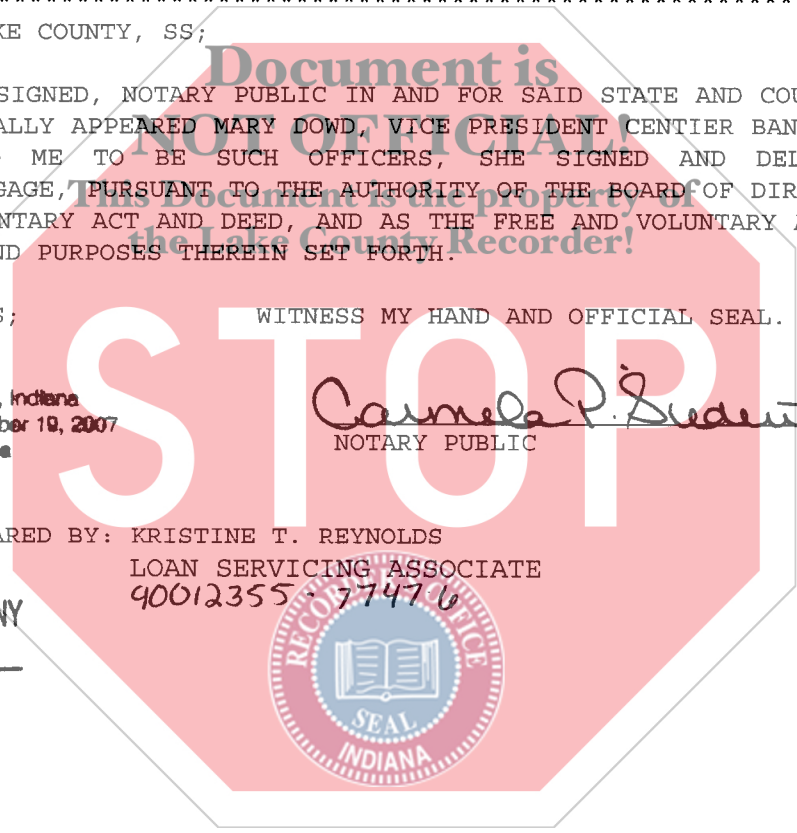 KE COUNTY, SS;
Document is
SIGNED, NOTARY PUBLIC IN AND FOR SAID STATE AND COU
ALLY APPEARED MARY DOWD, VICE PRESIDENT CENTIER BAN
NOT OFFICIAL!
ME TO BE SUCH OFFICERS, SHE SIGNED AND DEL
GAGE, PURSUANT TO THE AUTHORITY OF THE BOARD OF DIR
This Document is the property of
NTARY ACT AND DEED, AND AS THE FREE AND VOLUNTARY A
the Lake County Recorder!
ND PURPOSES THEREIN SET FORTH.
S; WITNESS MY HAND AND OFFICIAL SEAL.
STOP
, Indiana
ber 19, 2007
a
Carmela P.
NOTARY PUBLIC
ARED BY: KRISTINE T. REYNOLDS
LOAN SERVICING ASSOCIATE
90012355
NY
RECORDER'S OFFICE
SEAL
INDIANA